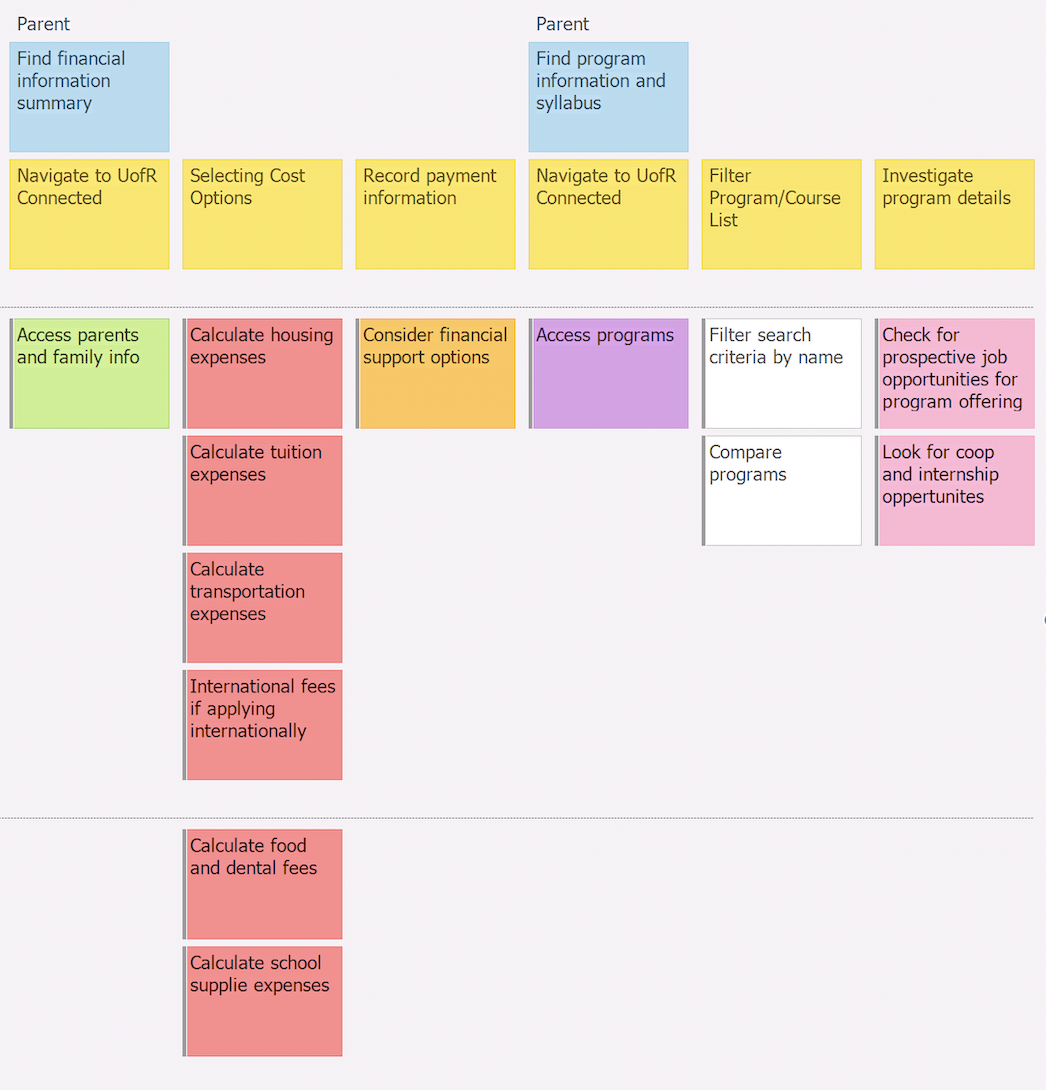 Parent
Parent
Find financial
information
summary
Find program
information and
syllabus
Navigate to UofR
Connected
Selecting Cost
Options
Record payment
information
Navigate to UofR
Connected
Filter
Program/Course
List
Investigate
program details
Access parents
and family info
Calculate housing
expenses
Consider financial
support options
Access programs
Filter search
criteria by name
Check for
prospective job
opportunities for
program offering
Calculate tuition
expenses
Compare
programs
Look for coop
and internship
oppertunites
Calculate
transportation
expenses
International fees
if applying
internationally
Calculate food
and dental fees
Calculate school
supplie expenses